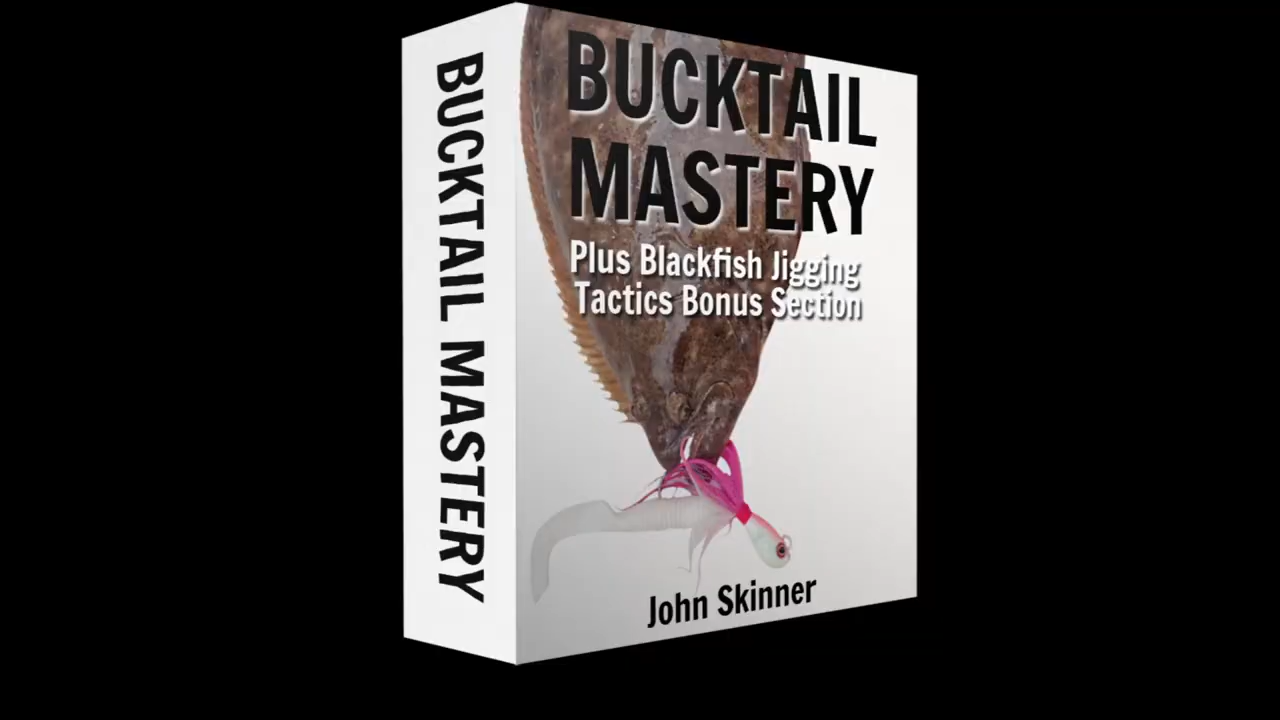 BUCKTAIL MASTERY
BUCKTAIL
MASTERY
Plus Blackfish Jigging
Tactics Bonus Section
John Skinner